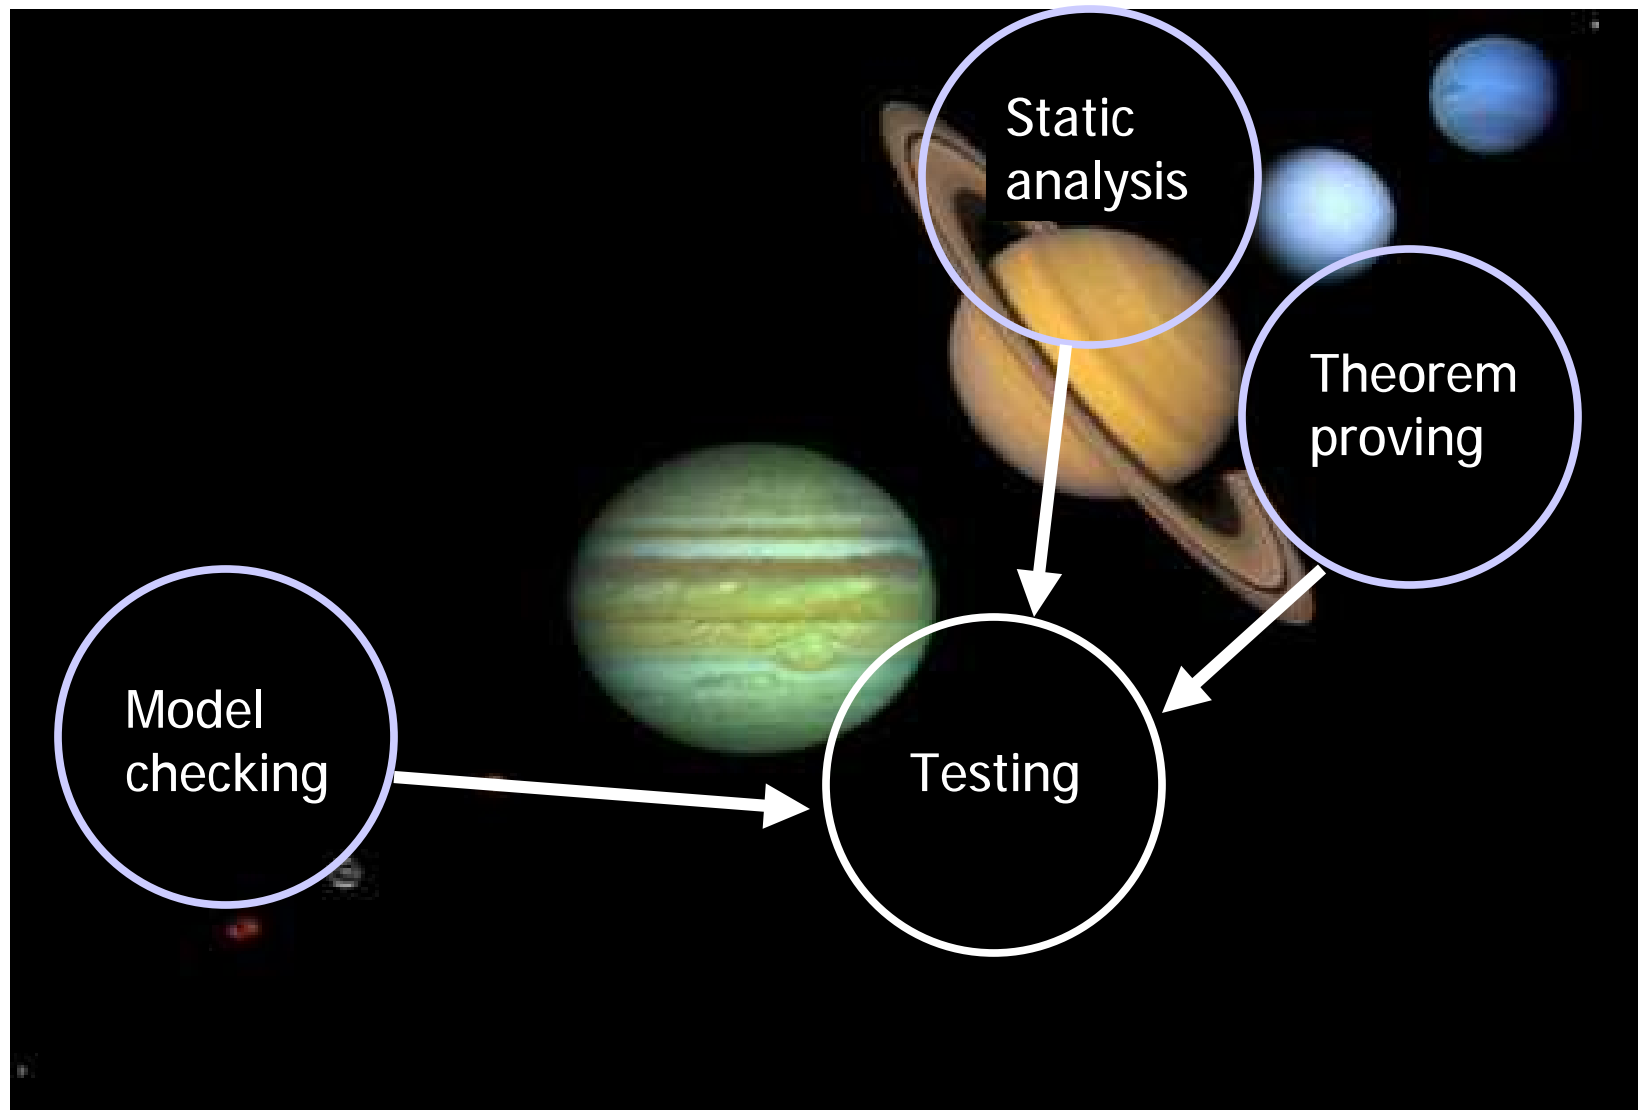 Static
analysis
Theorem
proving
Model
checking
Testing